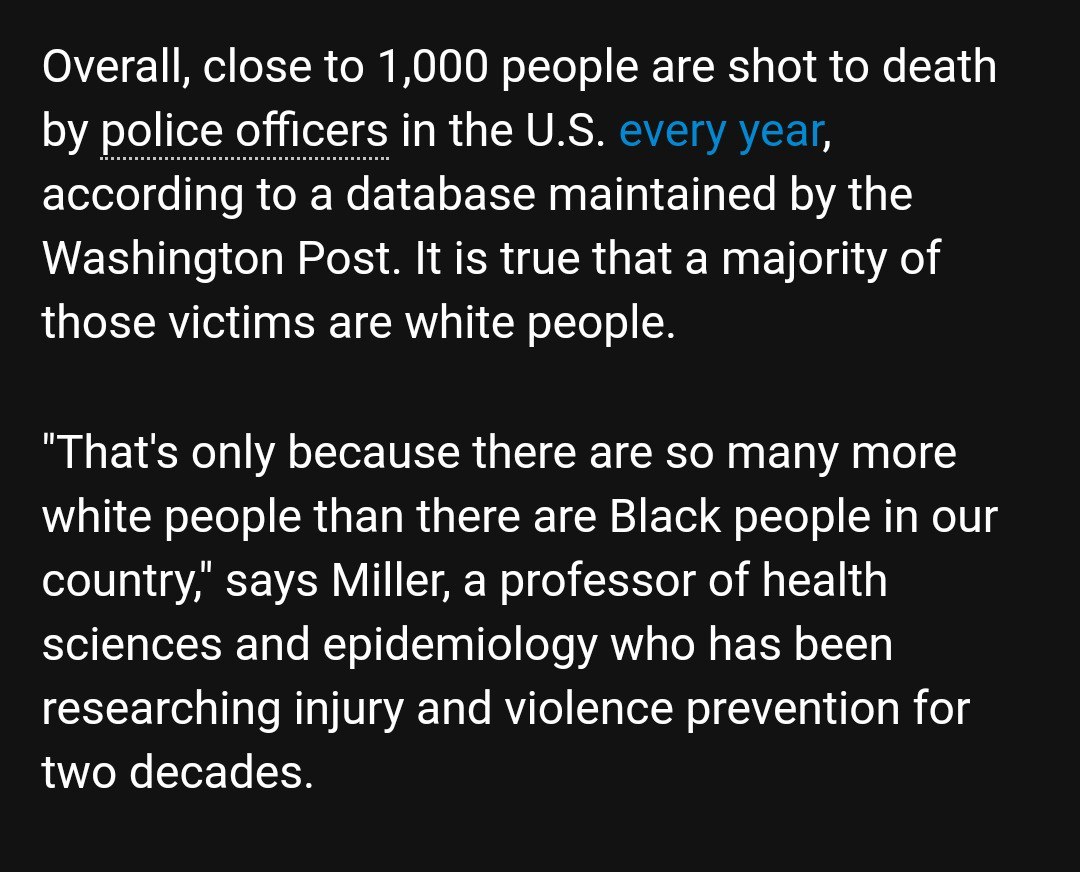 Overall, close to 1,000 people are shot to death
by police officers in the U.S. every year,
according to a database maintained by the
Washington Post. It is true that a majority of
those victims are white people.
"That's only because there are so many more
white people than there are Black people in our
country," says Miller, a professor of health
sciences and epidemiology who has been
researching injury and violence prevention for
two decades.